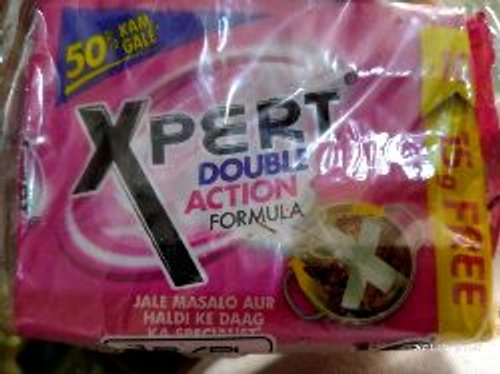 50% KAM
GALE*
XPERT®
DOUBLE
ACTION
FORMULA
FREE
JALE MASALO AUR
HALDI KE DAAG
KA SPECIALIST